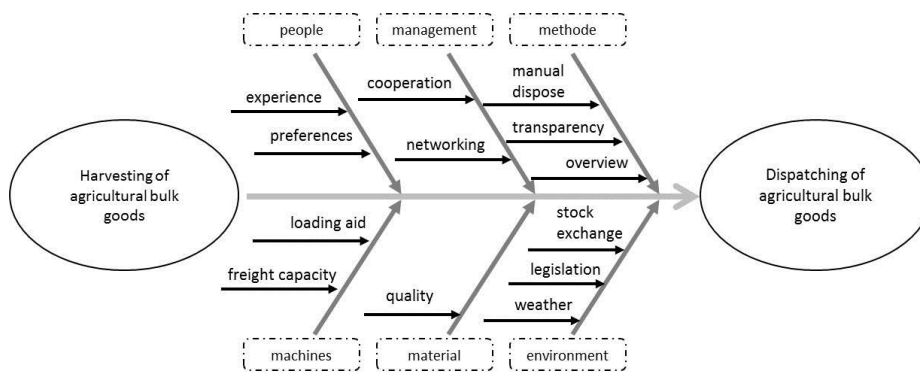 people
management
methode
experience
preferences
cooperation
networking
manual
dispose
transparency
overview
Harvesting of
agricultural bulk
goods
Dispatching of
agricultural bulk
goods
loading aid
freight capacity
quality
stock
exchange
legislation
weather
machines
material
environment